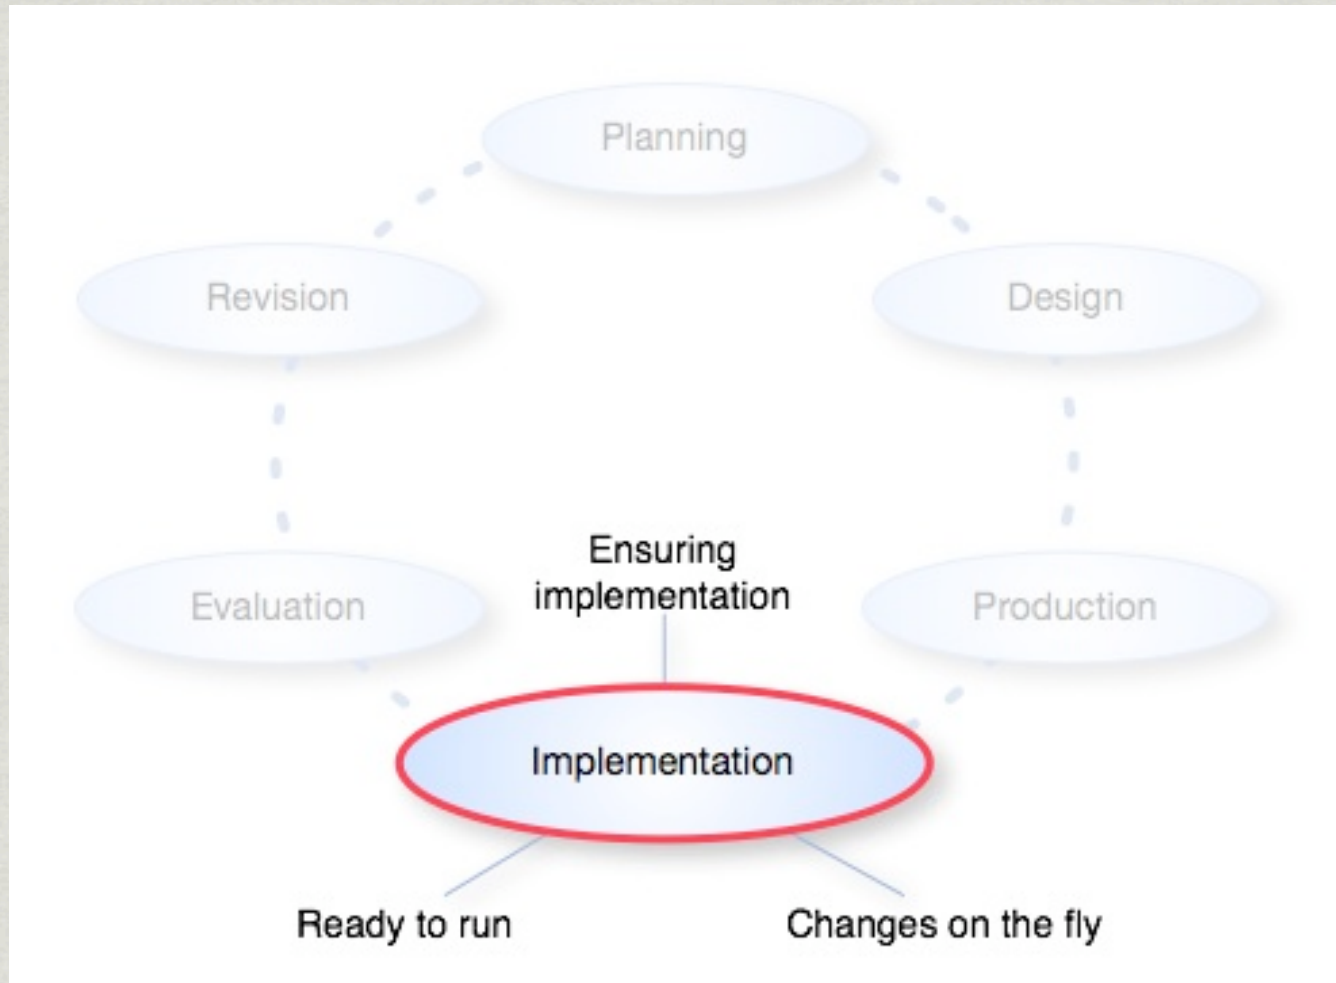 Planning
Revision
Design
Ensuring
implementation
Evaluation
Production
Implementation
Ready to run
Changes on the fly